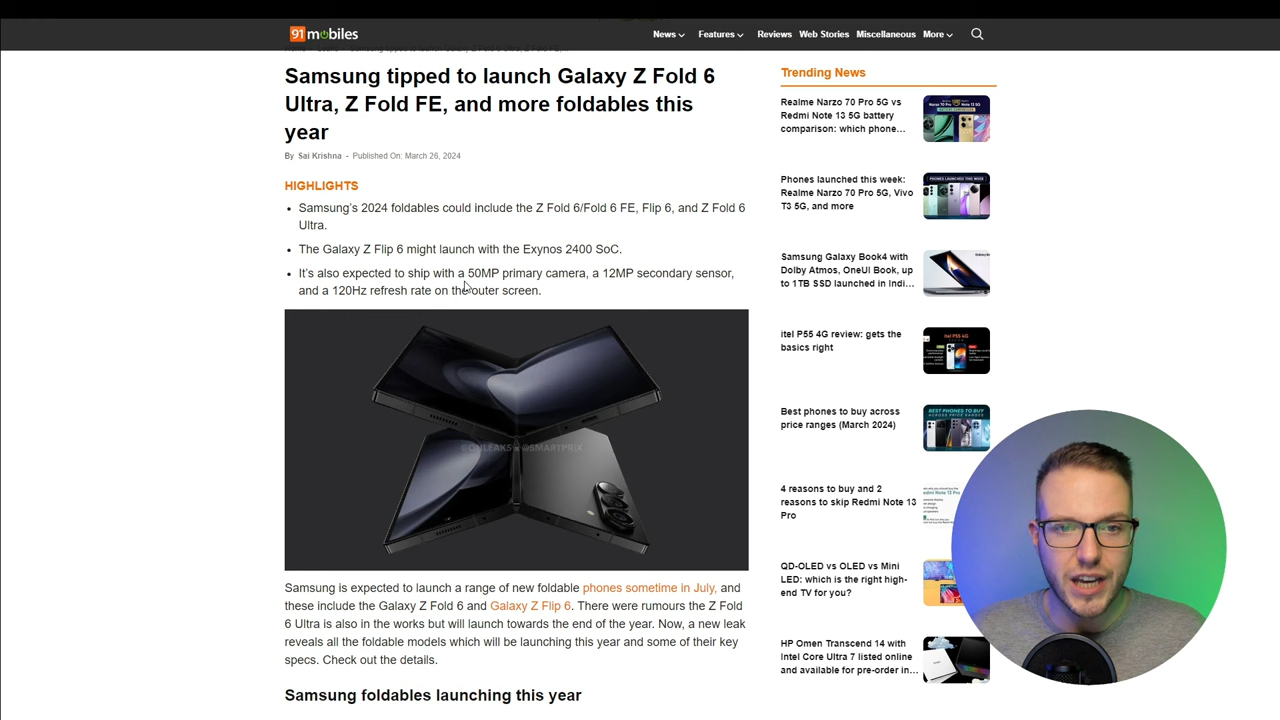 91mobiles
News
Features
Reviews
Web Stories
Miscellaneous
More
Samsung tipped to launch Galaxy Z Fold 6
Ultra, Z Fold FE, and more foldables this
year
By Sai Krishna - Published On: March 26, 2024
HIGHLIGHTS
• Samsung's 2024 foldables could include the Z Fold 6/Fold 6 FE, Flip 6, and Z Fold 6
Ultra.
• The Galaxy Z Flip 6 might launch with the Exynos 2400 SoC.
• It's also expected to ship with a 50MP primary camera, a 12MP secondary sensor,
and a 120Hz refresh rate on the outer screen.
@ONLEAKS x @SMARTPRIX
Samsung is expected to launch a range of new foldable phones sometime in July, and
these include the Galaxy Z Fold 6 and Galaxy Z Flip 6. There were rumours the Z Fold
6 Ultra is also in the works but will launch towards the end of the year. Now, a new leak
reveals all the foldable models which will be launching this year and some of their key
specs. Check out the details.
Samsung foldables launching this year
Trending News
Realme Narzo 70 Pro 5G vs
Redmi Note 13 5G battery
comparison: which phone...
Phones launched this week:
Realme Narzo 70 Pro 5G, Vivo
T3 5G, and more
Samsung Galaxy Book4 with
Dolby Atmos, OneUI Book, up
to 1TB SSD launched in Indi...
itel P55 4G review: gets the
basics right
Best phones to buy across
price ranges (March 2024)
BEST PHONES TO BUY
ACROSS PRICE RANGES
4 reasons to buy and 2
reasons to skip Redmi Note 13
Pro
QD-OLED vs OLED vs Mini
LED: which is the right high-
end TV for you?
HP Omen Transcend 14 with
Intel Core Ultra 7 listed online
and available for pre-order in...